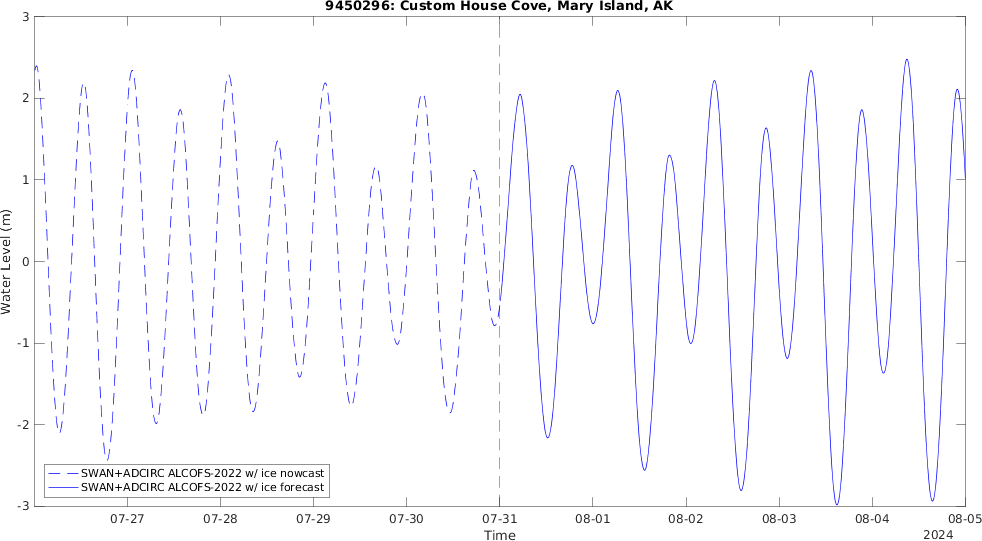 9450296: Custom House Cove, Mary Island, AK
3
2
1
0
-1
-2
-3
Water Level (m)
SWAN+ADCIRC ALCOFS-2022 w/ ice nowcast
SWAN+ADCIRC ALCOFS-2022 w/ ice forecast
07-27 07-28 07-29 07-30 07-31 08-01 08-02 08-03 08-04 08-05
Time
2024